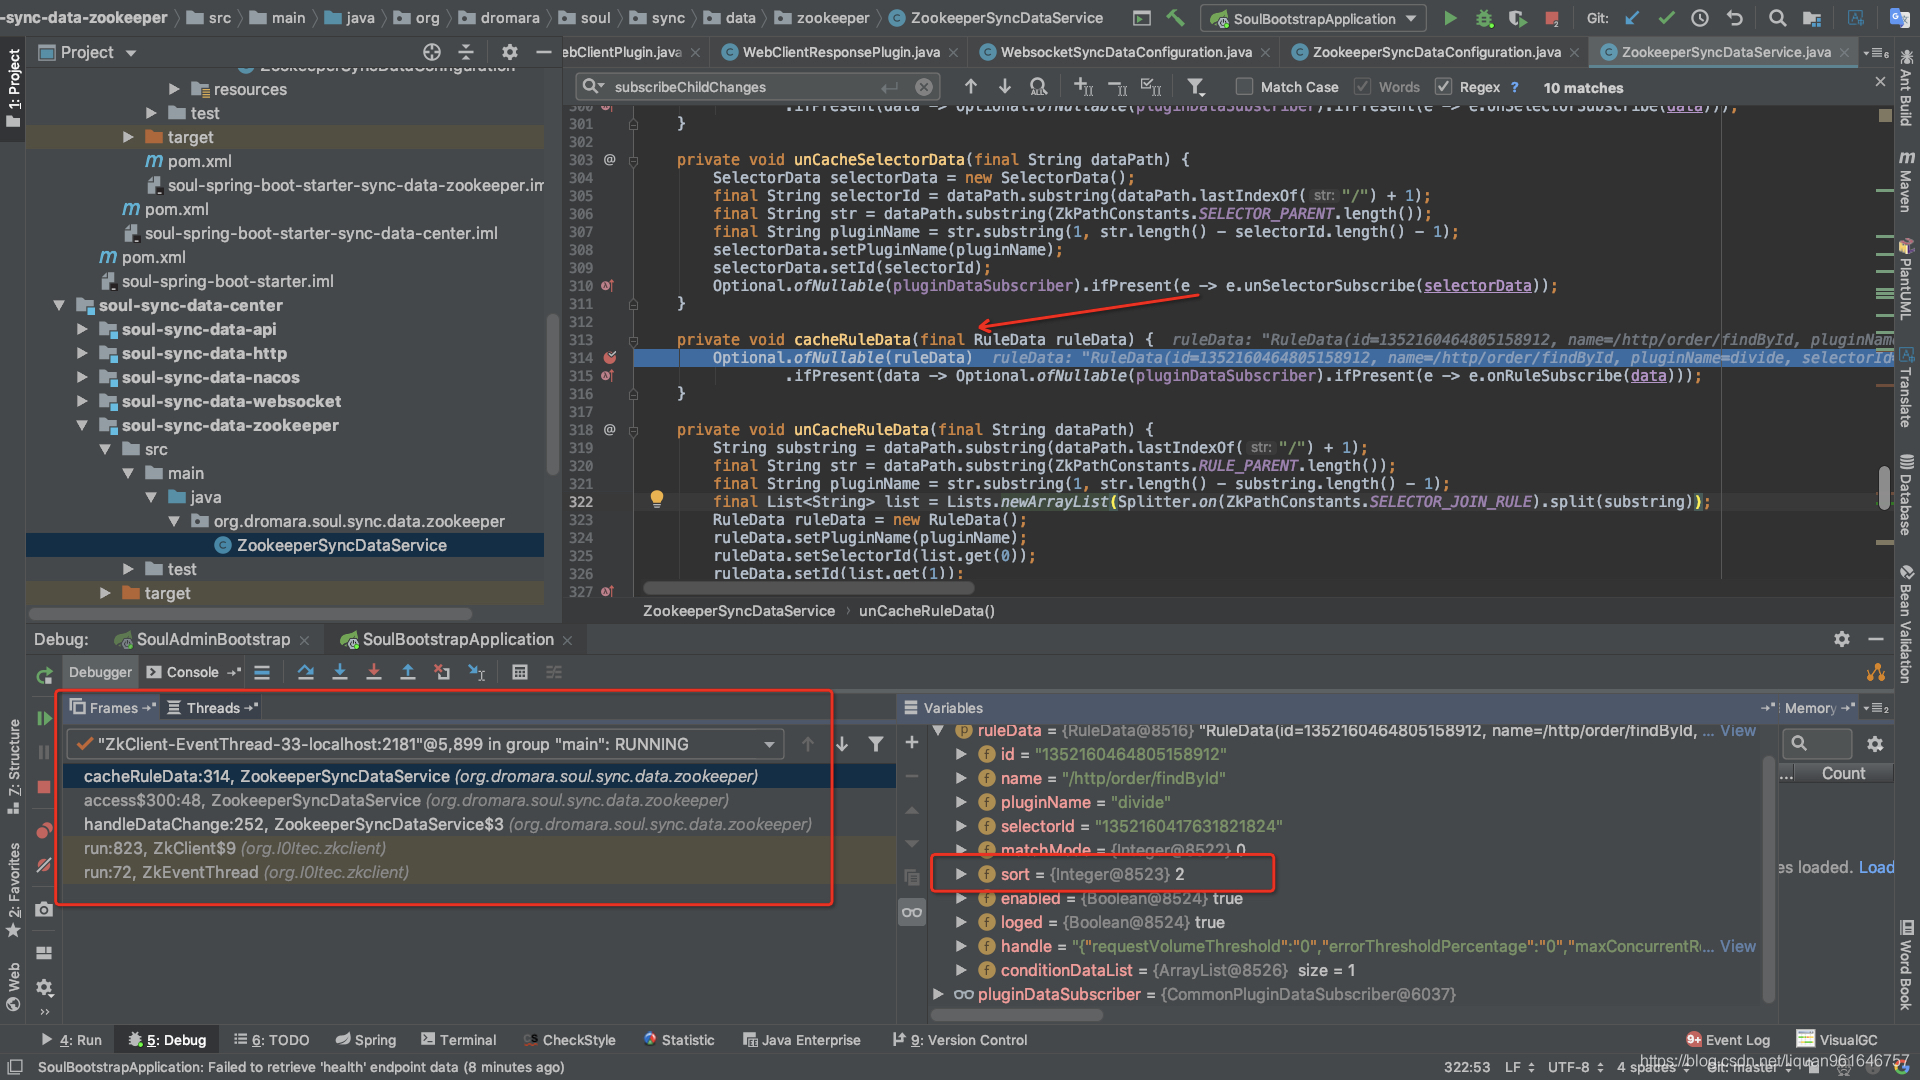 -sync-data-zookeeper src main java org dromara soul sync data zookeeper ZookeeperSyncDataService SoulBootstrapApplication Git:
Project
ebClientPlugin.java WebClientResponsePlugin.java WebsocketSyncDataConfiguration.java ZookeeperSyncDataConfiguration.java ZookeeperSyncDataService.java
subscribeChildChanges Match Case Words Regex ? 10 matches
ZookeeperSyncDataConfiguration
resources
test
target
pom.xml
soul-spring-boot-starter-sync-data-zookeeper.im
pom.xml
soul-spring-boot-starter-sync-data-center.iml
pom.xml
soul-spring-boot-starter.iml
soul-sync-data-center
soul-sync-data-api
soul-sync-data-http
soul-sync-data-nacos
soul-sync-data-websocket
soul-sync-data-zookeeper
src
main
java
org.dromara.soul.sync.data.zookeeper
ZookeeperSyncDataService
test
target
300 .ifPresent(data -> Optional.ofNullable(pluginDataSubscriber).ifPresent(e -> e.onSelectorSubscribe(data)));
301 }
302
303 @ private void unCacheSelectorData(final String dataPath) {
304 SelectorData selectorData = new SelectorData();
305 final String selectorId = dataPath.substring(dataPath.lastIndexOf( str: "/") + 1);
306 final String str = dataPath.substring(ZkPathConstants.SELECTOR_PARENT.length());
307 final String pluginName = str.substring(1, str.length() - selectorId.length() - 1);
308 selectorData.setPluginName(pluginName);
309 selectorData.setId(selectorId);
310 Optional.ofNullable(pluginDataSubscriber).ifPresent(e -> e.unSelectorSubscribe(selectorData));
311 }
312
313 private void cacheRuleData(final RuleData ruleData) { ruleData: "RuleData(id=1352160464805158912, name=/http/order/findById, pluginNam
314 Optional.ofNullable(ruleData) ruleData: "RuleData(id=1352160464805158912, name=/http/order/findById, pluginName=divide, selectorId
315 .ifPresent(data -> Optional.ofNullable(pluginDataSubscriber).ifPresent(e -> e.onRuleSubscribe(data)));
316 }
317
318 @ private void unCacheRuleData(final String dataPath) {
319 String substring = dataPath.substring(dataPath.lastIndexOf( str: "/") + 1);
320 final String str = dataPath.substring(ZkPathConstants.RULE_PARENT.length());
321 final String pluginName = str.substring(1, str.length() - substring.length() - 1);
322 final List<String> list = Lists.newArrayList(Splitter.on(ZkPathConstants.SELECTOR_JOIN_RULE).split(substring));
323 RuleData ruleData = new RuleData();
324 ruleData.setPluginName(pluginName);
325 ruleData.setSelectorId(list.get(0));
326 ruleData.setId(list.get(1));
327
ZookeeperSyncDataService unCacheRuleData()
Debug: SoulAdminBootstrap SoulBootstrapApplication
Debugger Console
Frames Threads
"ZkClient-EventThread-33-localhost:2181"@5,899 in group "main": RUNNING
cacheRuleData:314, ZookeeperSyncDataService (org.dromara.soul.sync.data.zookeeper)
access$300:48, ZookeeperSyncDataService (org.dromara.soul.sync.data.zookeeper)
handleDataChange:252, ZookeeperSyncDataService$3 (org.dromara.soul.sync.data.zookeeper)
run:823, ZkClient$9 (org.I0Itec.zkclient)
run:72, ZkEventThread (org.I0Itec.zkclient)
Variables
ruleData = {RuleData@8516} "RuleData(id=1352160464805158912, name=/http/order/findById, ... View
id = "1352160464805158912"
name = "/http/order/findById"
pluginName = "divide"
selectorId = "1352160417631821824"
matchMode = {Integer@8522} 0
sort = {Integer@8523} 2
enabled = {Boolean@8524} true
loged = {Boolean@8524} true
handle = "{"requestVolumeThreshold":"0","errorThresholdPercentage":"0","maxConcurrentR... View
conditionDataList = {ArrayList@8526} size = 1
pluginDataSubscriber = {CommonPluginDataSubscriber@6037}
Memory
... Count
es loaded. Load
1: Project
Z: Structure
2: Favorites
Web
Ant Build
Maven
PlantUML
Translate
Database
Bean Validation
Word Book
4: Run 5: Debug 6: TODO Spring Terminal CheckStyle Statistic Java Enterprise 9: Version Control 9+ Event Log VisualGC
SoulBootstrapApplication: Failed to retrieve 'health' endpoint data (8 minutes ago) 322:53 LF UTF-8 4 spaces Git: master
https://blog.csdn.net/liquan961646757